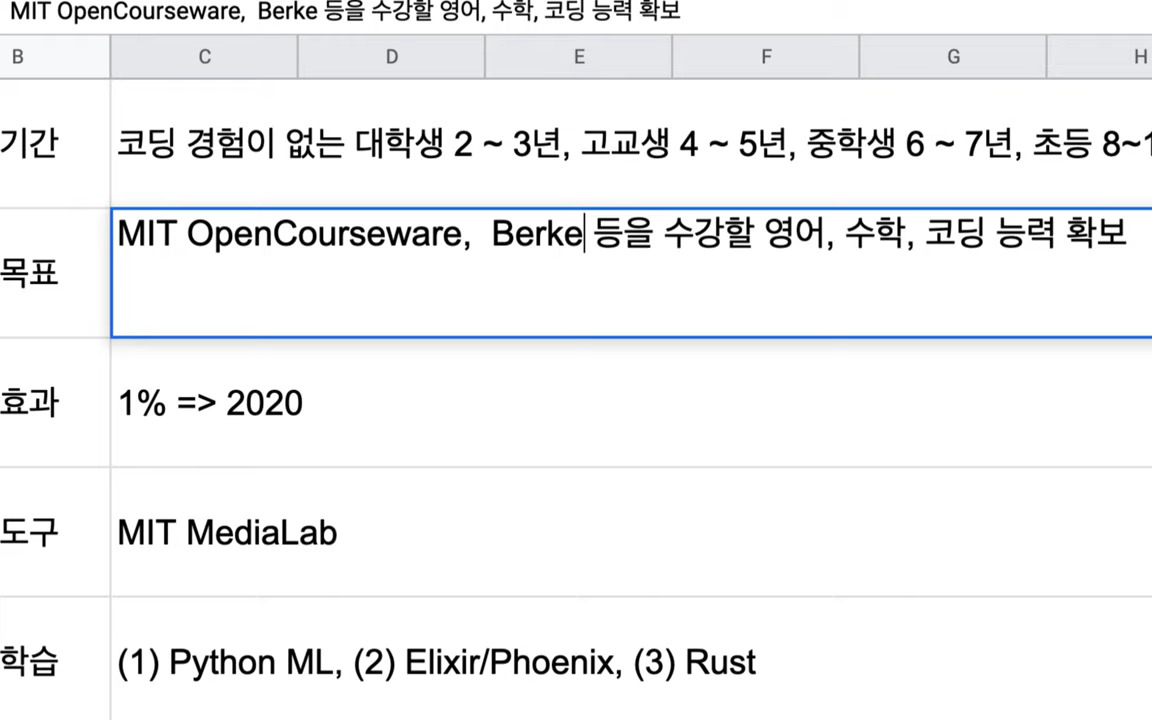 MIT OpenCourseware,  Berke 등을 수강할 영어, 수학, 코딩 능력 확보
B C D E F G H
기간 코딩 경험이 없는 대학생 2 ~ 3년, 고교생 4 ~ 5년, 중학생 6 ~ 7년, 초등 8~1
목표 MIT OpenCourseware,  Berke 등을 수강할 영어, 수학, 코딩 능력 확보
효과 1% => 2020
도구 MIT MediaLab
학습 (1) Python ML, (2) Elixir/Phoenix, (3) Rust